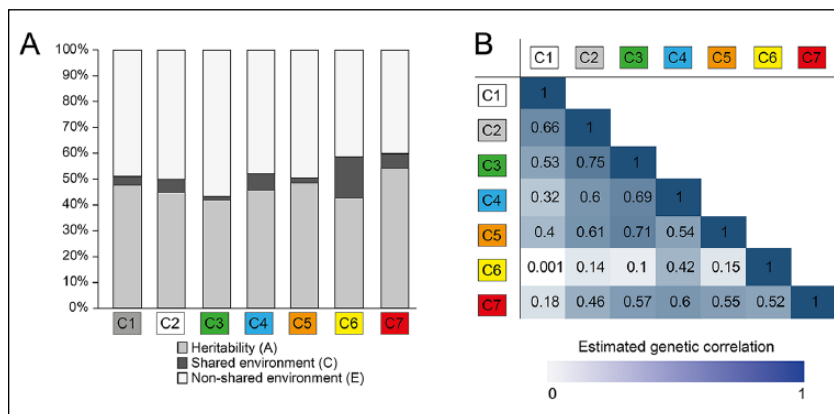 A
100%
90%
80%
70%
60%
50%
40%
30%
20%
10%
0%
C1 C2 C3 C4 C5 C6 C7
Heritability (A)
Shared environment (C)
Non-shared environment (E)
B
C1 C2 C3 C4 C5 C6 C7
C1 1
C2 0.66 1
C3 0.53 0.75 1
C4 0.32 0.6 0.69 1
C5 0.4 0.61 0.71 0.54 1
C6 0.001 0.14 0.1 0.42 0.15 1
C7 0.18 0.46 0.57 0.6 0.55 0.52 1
Estimated genetic correlation
0 1